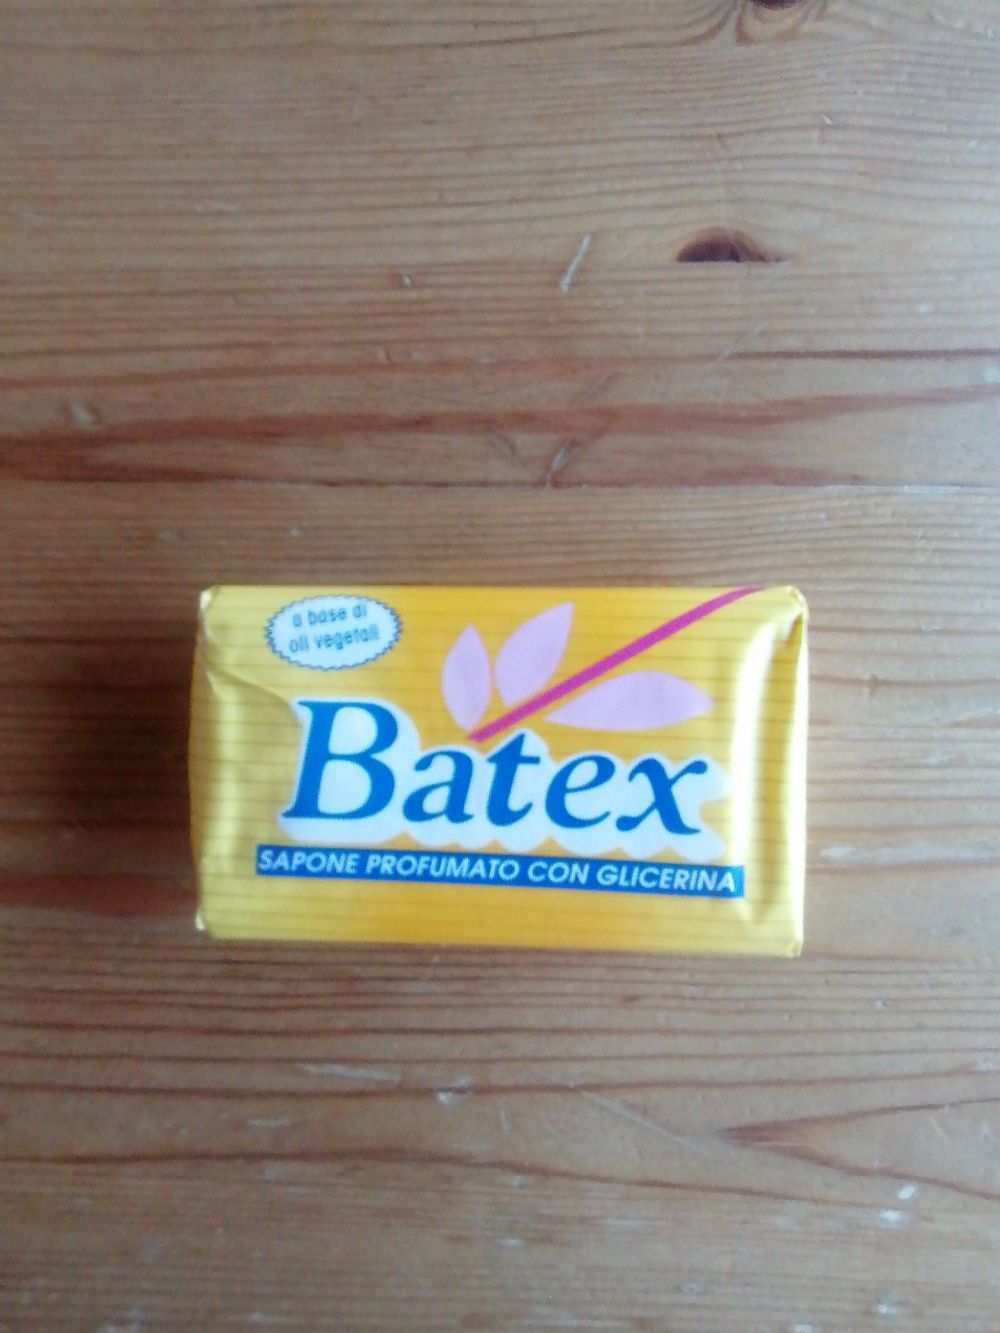 a base di
oli vegetali
Batex
SAPONE PROFUMATO CON GLICERINA